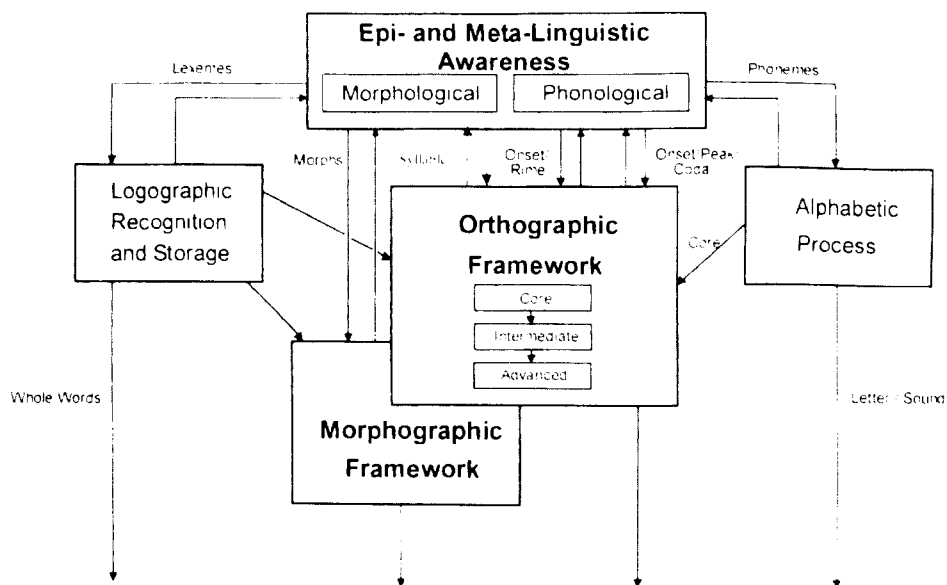 Epi- and Meta-Linguistic
Awareness
Lexemes
Phonemes
Morphological
Phonological
Morphs
Syllable
Onset/
Rime
Onset/Peak/
Coda
Logographic
Recognition
and Storage
Orthographic
Framework
Alphabetic
Process
Core
Core
Intermediate
Advanced
Whole Words
Letter / Sound
Morphographic
Framework